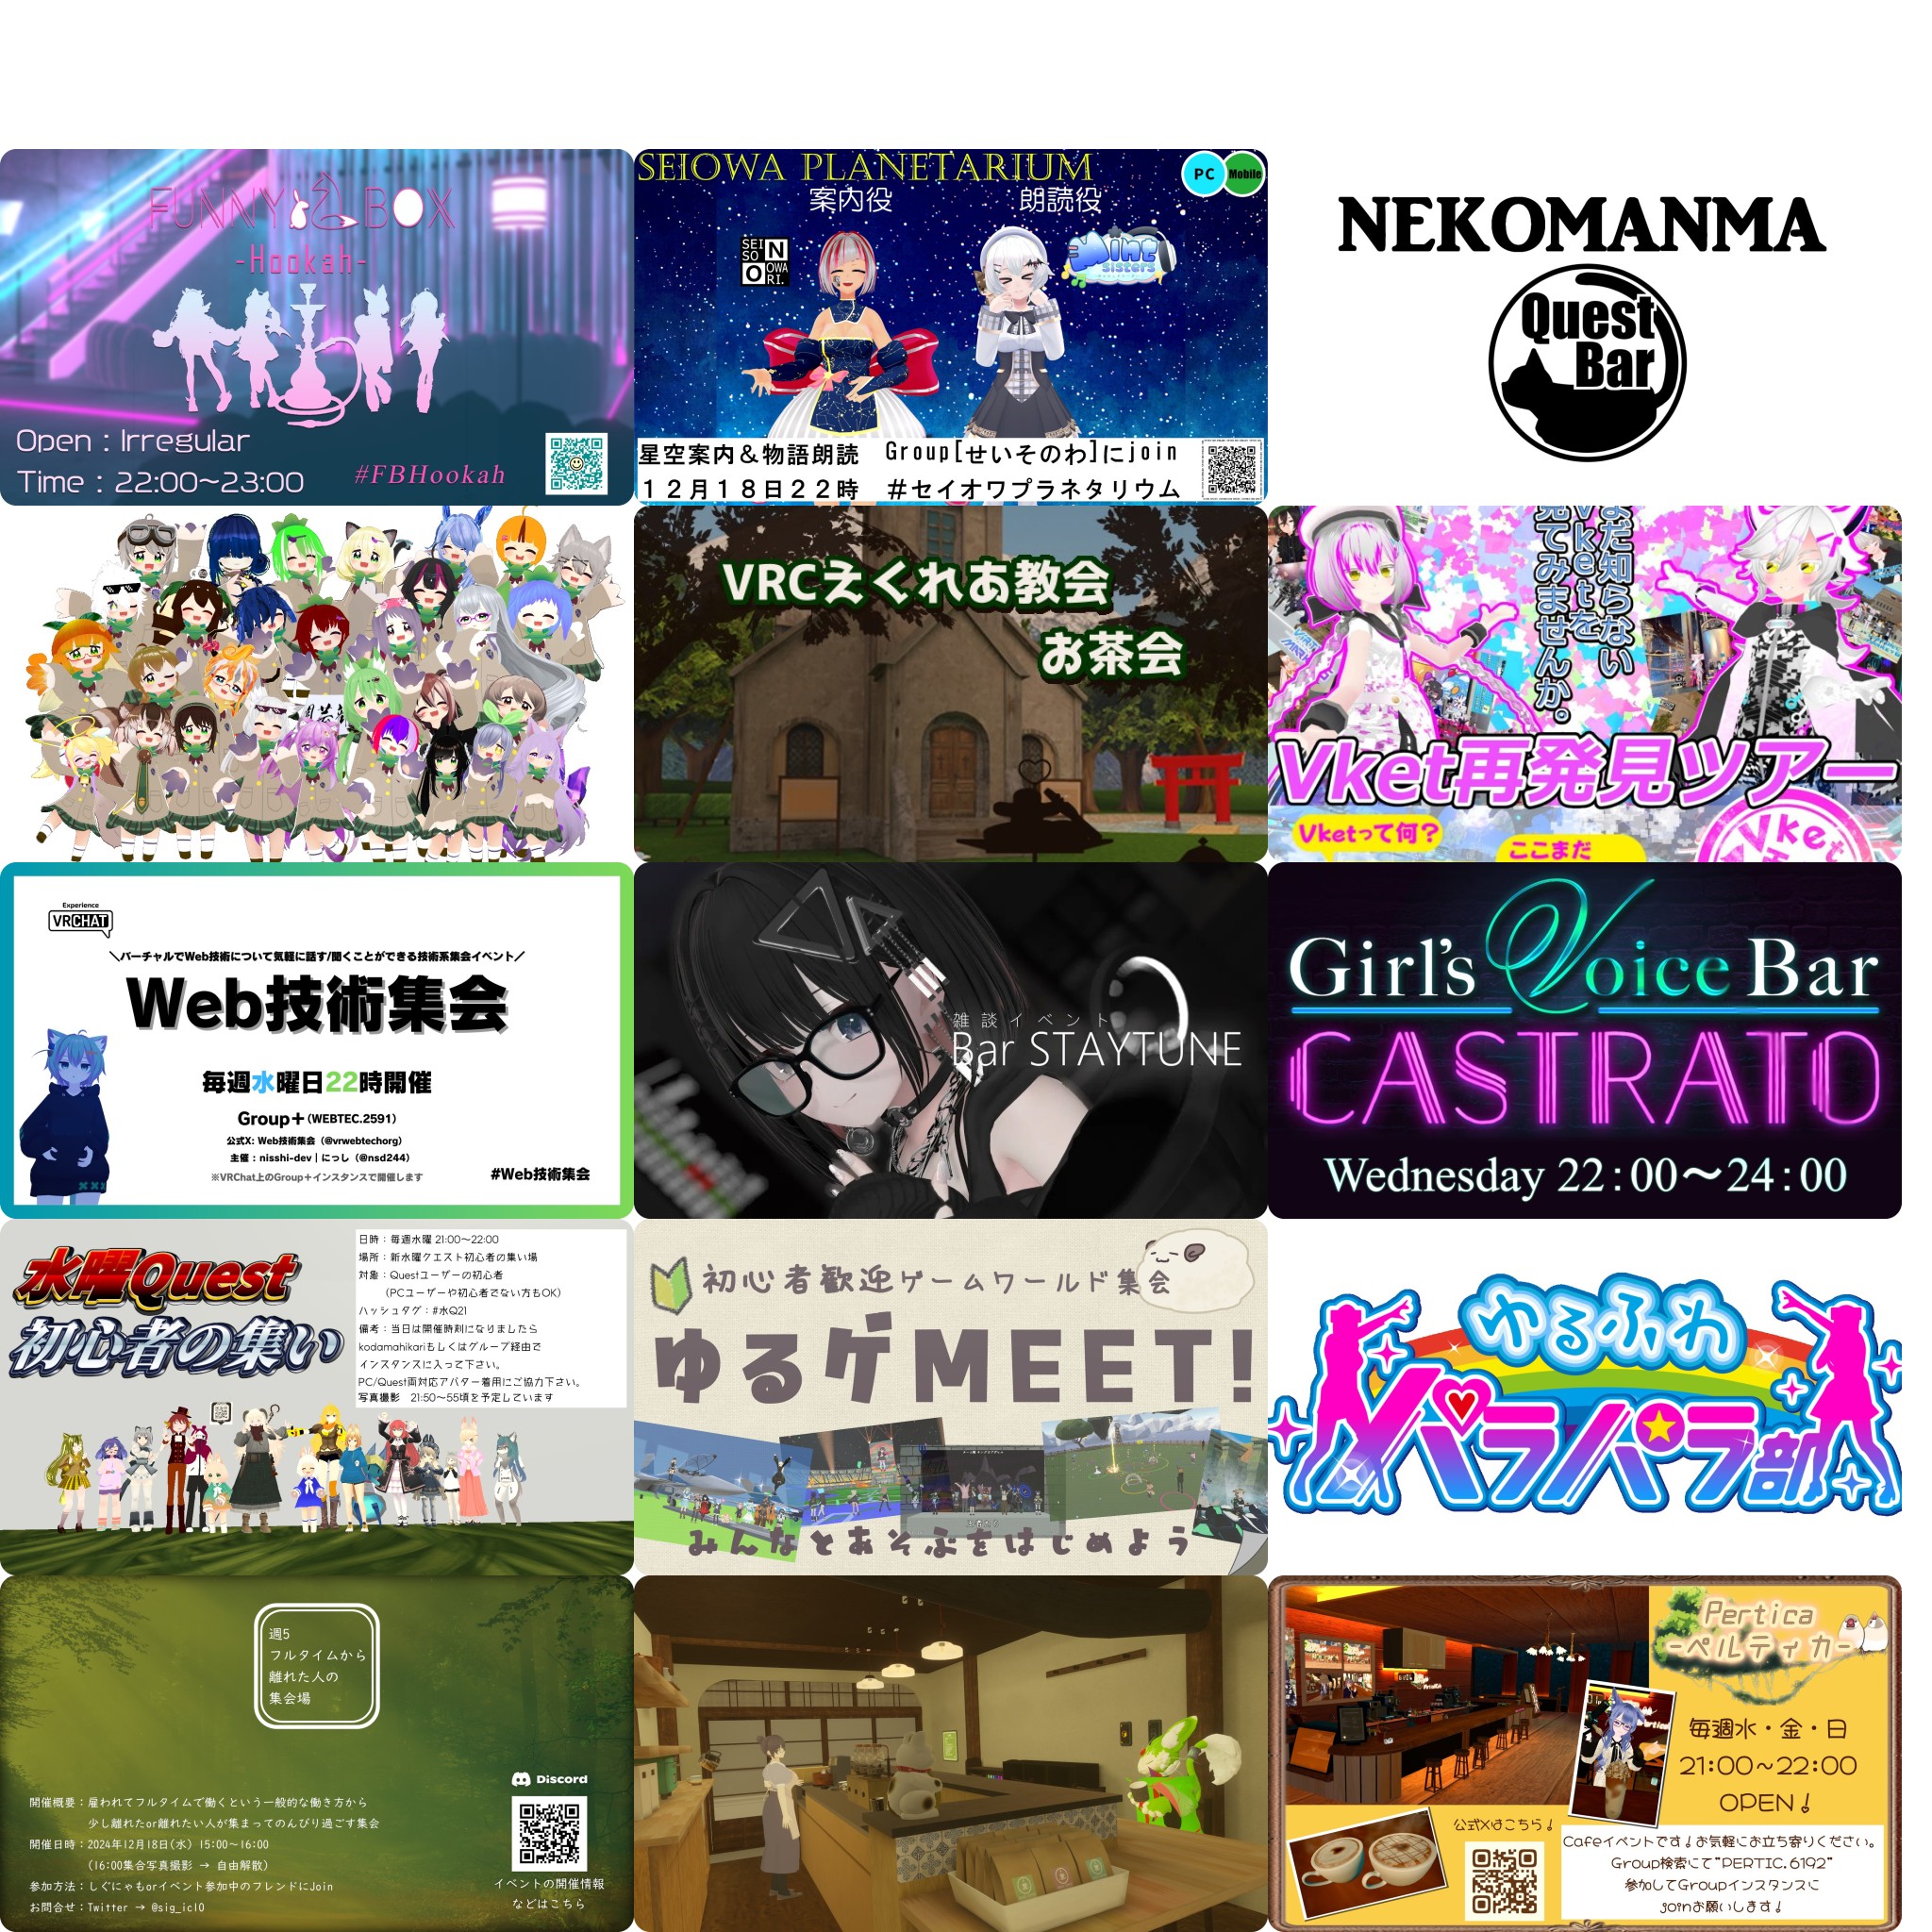 FUNNY BOX
-Hookah-
Open : Irregular
Time : 22:00~23:00
#FBHookah
SEIOWA PLANETARIUM
PC
Mobile
案内役
朗読役
SEI
SO
N
O
OWA
RI.
Mint
sisters
星空案内&物語朗読
Group[せいそのわ]にjoin
12月18日22時
#セイオワプラネタリウム
NEKOMANMA
Quest
Bar
VRCえくれあ教会
お茶会
まだ知らない
Vketを
見てみませんか。
Vket再発見ツアー
Vketって何?
ここまだ
Vket
Experience
VRCHAT
\バーチャルでWeb技術について気軽に話す/聞くことができる技術系集会イベント/
Web技術集会
毎週水曜日22時開催
Group+(WEBTEC.2591)
公式X: Web技術集会(@vrwebtechorg)
主催:nisshi-dev|にっし(@nsd244)
※VRChat上のGroup+インスタンスで開催します
#Web技術集会
雑談イベント
Bar STAYTUNE
Girl's Voice Bar
CASTRATO
Wednesday 22:00~24:00
水曜Quest
初心者の集い
日時:毎週水曜 21:00~22:00
場所:新水曜クエスト初心者の集い場
対象:Questユーザーの初心者
(PCユーザーや初心者でない方もOK)
ハッシュタグ:#水Q21
備考:当日は開催時刻になりましたら
kodamahikariもしくはグループ経由で
インスタンスに入って下さい。
PC/Quest両対応アバター着用にご協力下さい。
写真撮影 21:50~55頃を予定しています
初心者歓迎ゲームワールド集会
ゆるゲMEET!
みんなとあそぶをはじめよう
ゆるふわ
パラパラ部
週5
フルタイムから
離れた人の
集会場
Discord
開催概要:雇われてフルタイムで働くという一般的な働き方から
少し離れたor離れたい人が集まってのんびり過ごす集会
開催日時:2024年12月18日(水) 15:00~16:00
(16:00集合写真撮影 → 自由解散)
参加方法:しぐにゃもorイベント参加中のフレンドにJoin
お問合せ:Twitter → @sig_ic10
イベントの開催情報
などはこちら
Pertica
-ペルティカ-
毎週水・金・日
21:00~22:00
OPEN!
公式Xはこちら!
Cafeイベントです!お気軽にお立ち寄りください。
Group検索にて"PERTIC.6192"
参加してGroupインスタンスに
joinお願いします!